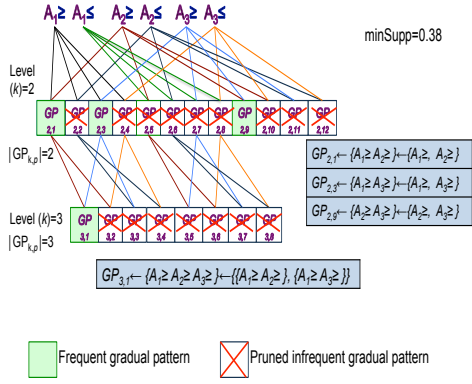 A₁≥ A₁≤ A₂≥ A₂≤ A₃≥ A₃≤
minSupp=0.38
Level
(k)=2
GP GP GP GP GP GP GP GP GP GP GP GP
2,1 2,2 2,3 2,4 2,5 2,6 2,7 2,8 2,9 2,10 2,11 2,12
|GPₖ,ₚ|=2
GP₂,₁←{A₁≥ A₂≥ }←{A₁≥, A₂≥ }
GP₂,₃←{A₁≥ A₃≥ }←{A₁≥, A₃≥ }
GP₂,₉←{A₂≥ A₃≥ }←{A₂≥, A₃≥ }
Level (k)=3
|GPₖ,ₚ|=3
GP GP GP GP GP GP GP GP
3,1 3,2 3,3 3,4 3,5 3,6 3,7 3,8
GP₃,₁← {A₁≥ A₂≥ A₃≥ }←{{A₁≥ A₂≥ }, {A₁≥ A₃≥ }}
Frequent gradual pattern
Pruned infrequent gradual pattern